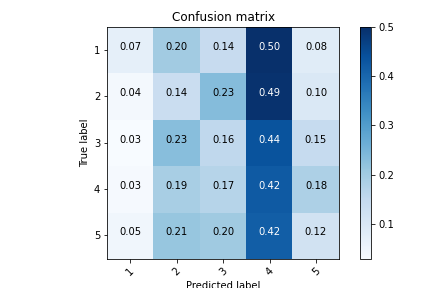 Confusion matrix
1 0.07 0.20 0.14 0.50 0.08
2 0.04 0.14 0.23 0.49 0.10
3 0.03 0.23 0.16 0.44 0.15
4 0.03 0.19 0.17 0.42 0.18
5 0.05 0.21 0.20 0.42 0.12
1 2 3 4 5
True label
Predicted label
0.5
0.4
0.3
0.2
0.1